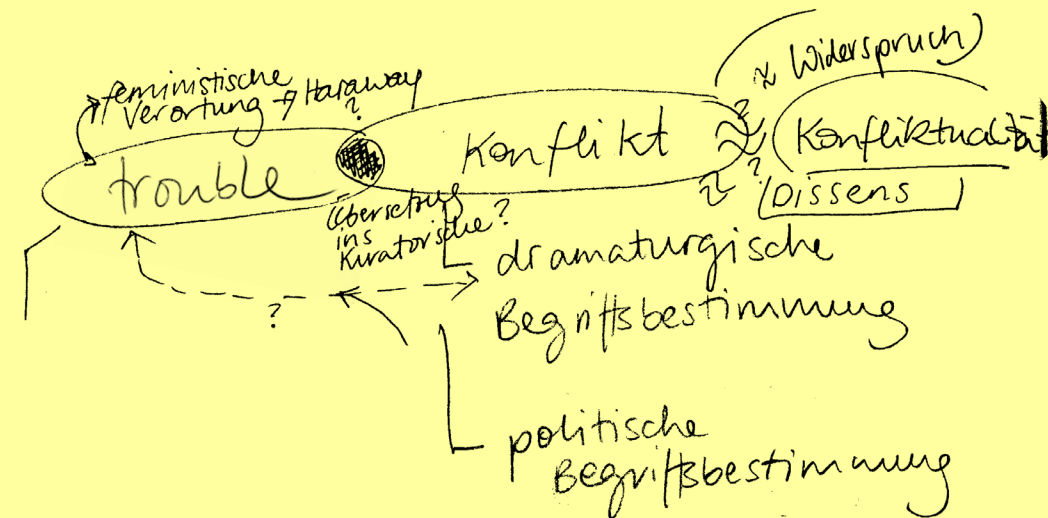 feministische
Verortung → Haraway
?
trouble
Konflikt
≈ Widerspruch
≈
?
Konfliktualität
≈ ?
Dissens
Übersetzung
ins
Kuratorische?
?
dramaturgische
Begriffsbestimmung
?
politische
Begriffsbestimmung